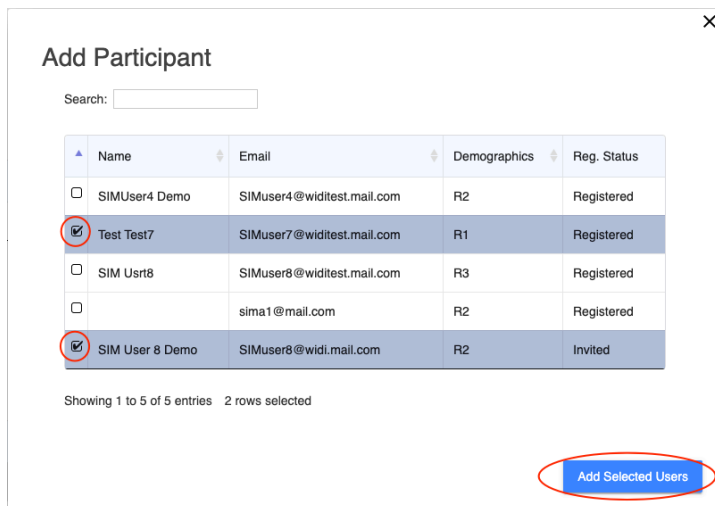 Add Participant
Search:
Name Email Demographics Reg. Status
SIMUser4 Demo SIMuser4@widitest.mail.com R2 Registered
Test Test7 SIMuser7@widitest.mail.com R1 Registered
SIM Usrt8 SIMuser8@widitest.mail.com R3 Registered
sima1@mail.com R2 Registered
SIM User 8 Demo SIMuser8@widi.mail.com R2 Invited
Showing 1 to 5 of 5 entries 2 rows selected
Add Selected Users